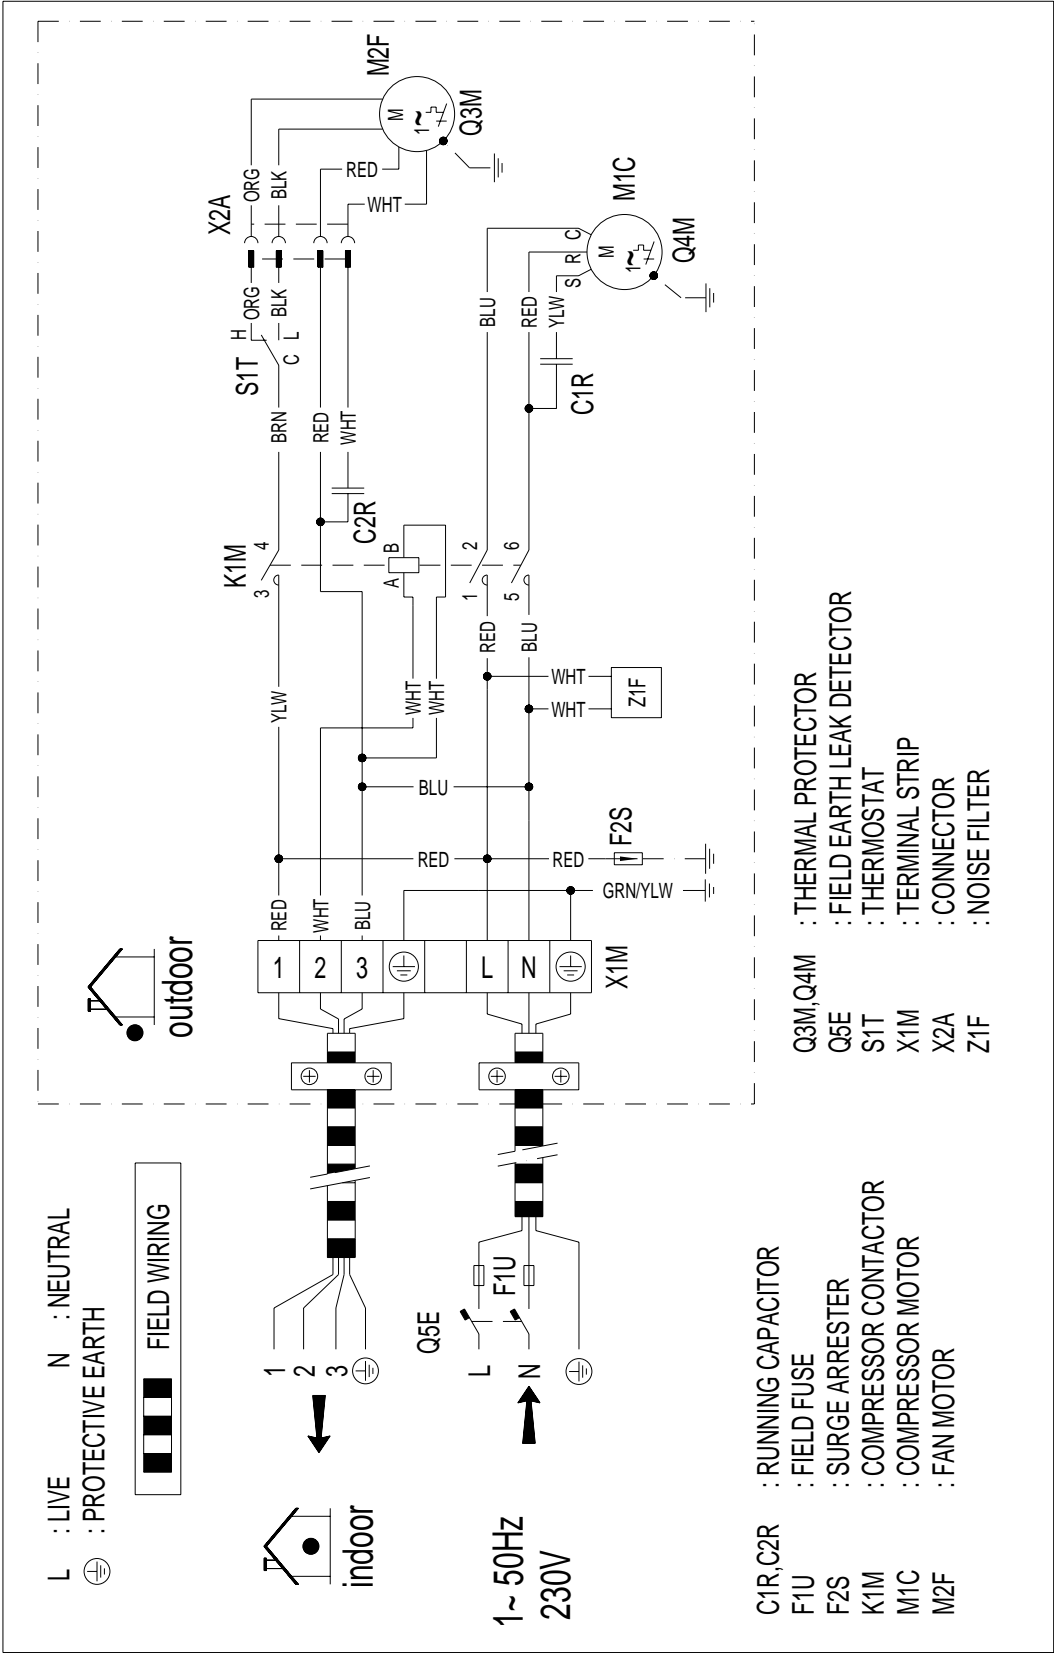 L : LIVE N : NEUTRAL
: PROTECTIVE EARTH
FIELD WIRING
outdoor
indoor
1~ 50Hz
230V
1
2
3
Q5E
L
N
F1U
1
2
3
L
N
X1M
RED
WHT
BLU
RED
RED
F2S
GRN/YLW
BLU
YLW
WHT
WHT
WHT
WHT
Z1F
K1M
3
4
A
B
RED
BLU
1
2
5
6
C2R
BRN
RED
WHT
S1T
H
C
L
ORG
BLK
X2A
ORG
BLK
RED
WHT
M2F
M
1~
Q3M
BLU
RED
YLW
C1R
S
R
C
M
1~
M1C
Q4M
C1R,C2R : RUNNING CAPACITOR
F1U : FIELD FUSE
F2S : SURGE ARRESTER
K1M : COMPRESSOR CONTACTOR
M1C : COMPRESSOR MOTOR
M2F : FAN MOTOR
Q3M,Q4M : THERMAL PROTECTOR
Q5E : FIELD EARTH LEAK DETECTOR
S1T : THERMOSTAT
X1M : TERMINAL STRIP
X2A : CONNECTOR
Z1F : NOISE FILTER